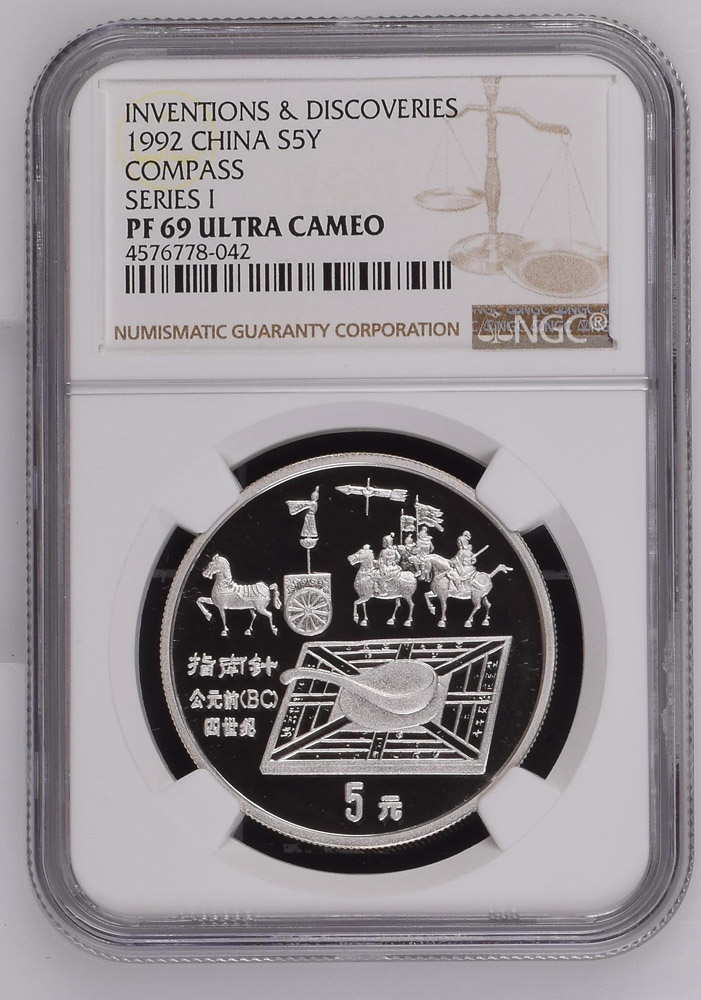 INVENTIONS & DISCOVERIES
1992 CHINA S5Y
COMPASS
SERIES I
PF 69 ULTRA CAMEO
4576778-042
NUMISMATIC GUARANTY CORPORATION
NGC®
指南针
公元前(BC)
四世纪
5元